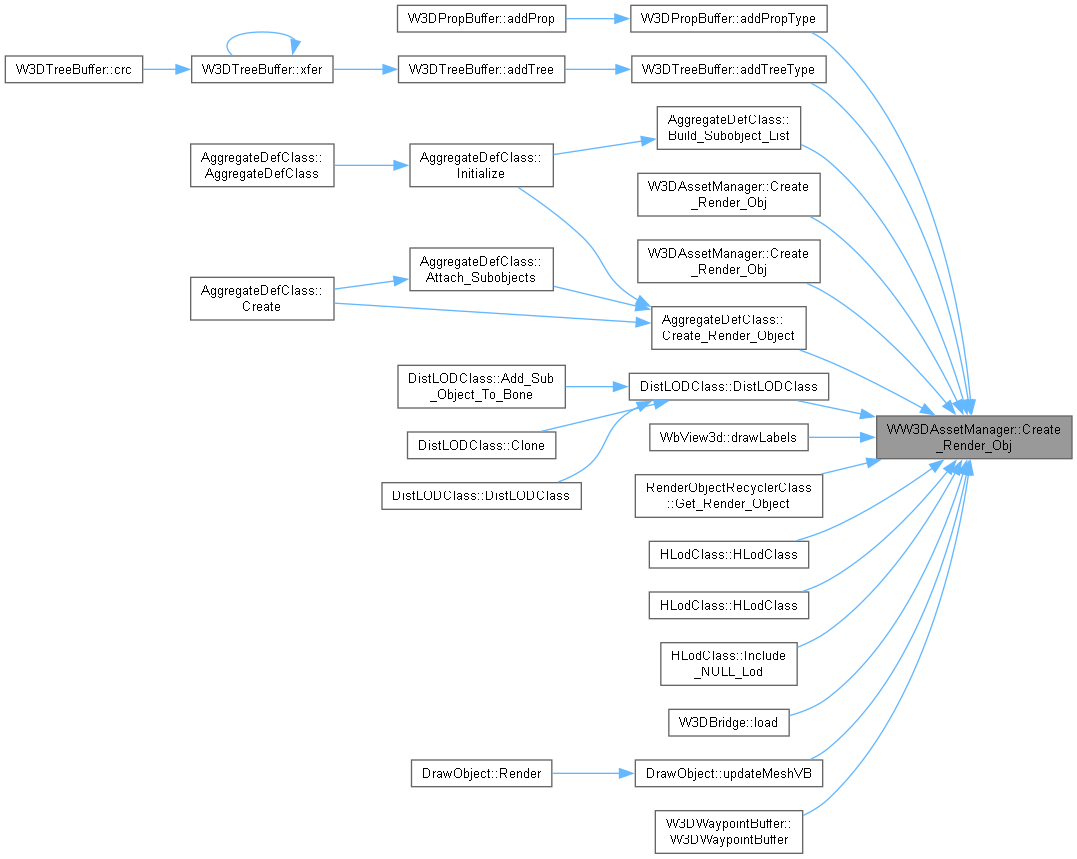 W3DPropBuffer::addProp
W3DPropBuffer::addPropType
W3DTreeBuffer::crc
W3DTreeBuffer::xfer
W3DTreeBuffer::addTree
W3DTreeBuffer::addTreeType
AggregateDefClass::
Build_Subobject_List
AggregateDefClass::
AggregateDefClass
AggregateDefClass::
Initialize
W3DAssetManager::Create
_Render_Obj
W3DAssetManager::Create
_Render_Obj
AggregateDefClass::
Attach_Subobjects
AggregateDefClass::
Create
AggregateDefClass::
Create_Render_Object
DistLODClass::Add_Sub
_Object_To_Bone
DistLODClass::DistLODClass
WW3DAssetManager::Create
_Render_Obj
DistLODClass::Clone
WbView3d::drawLabels
DistLODClass::DistLODClass
RenderObjectRecyclerClass
::Get_Render_Object
HLodClass::HLodClass
HLodClass::HLodClass
HLodClass::Include
_NULL_Lod
W3DBridge::load
DrawObject::Render
DrawObject::updateMeshVB
W3DWaypointBuffer::
W3DWaypointBuffer